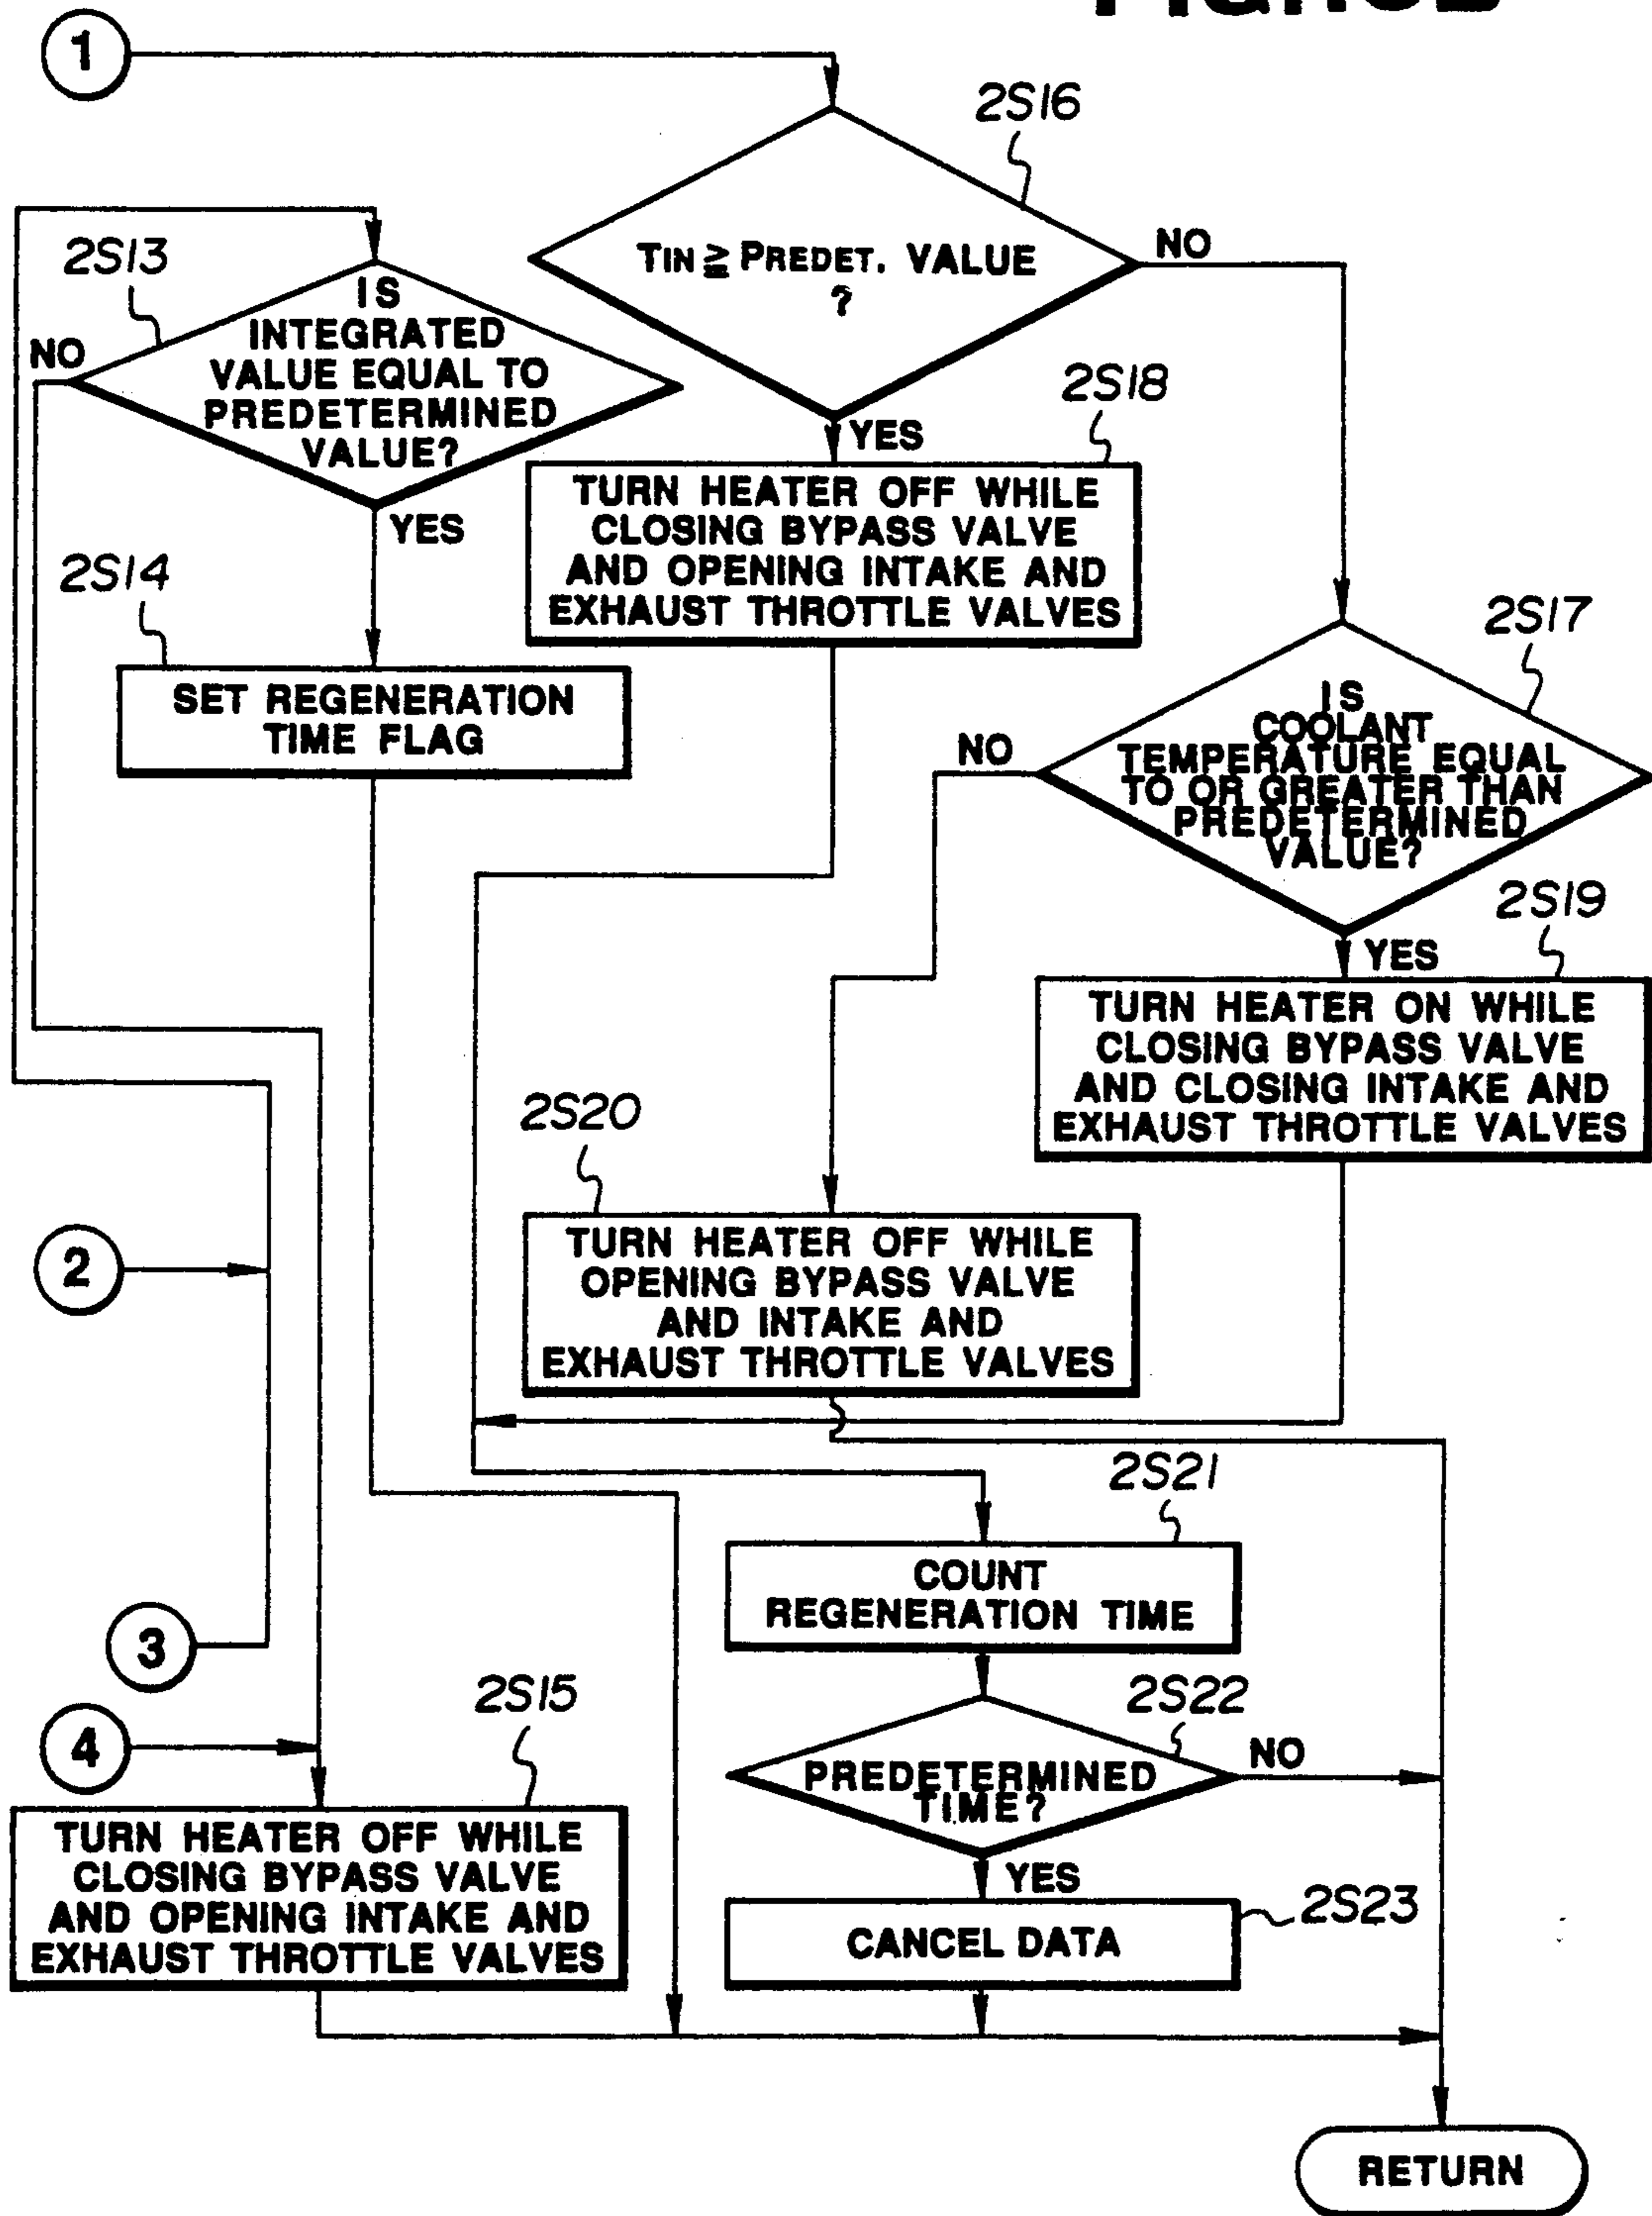 1
2S16
TIN ≧ PREDET. VALUE
?
NO
2S13
IS
INTEGRATED
VALUE EQUAL TO
PREDETERMINED
VALUE?
NO
YES
2S18
YES
TURN HEATER OFF WHILE
CLOSING BYPASS VALVE
AND OPENING INTAKE AND
EXHAUST THROTTLE VALVES
2S14
SET REGENERATION
TIME FLAG
2S17
IS
COOLANT
TEMPERATURE EQUAL
TO OR GREATER THAN
PREDETERMINED
VALUE?
NO
YES
2S19
TURN HEATER ON WHILE
CLOSING BYPASS VALVE
AND CLOSING INTAKE AND
EXHAUST THROTTLE VALVES
2S20
TURN HEATER OFF WHILE
OPENING BYPASS VALVE
AND INTAKE AND
EXHAUST THROTTLE VALVES
2
2S21
COUNT
REGENERATION TIME
3
2S22
PREDETERMINED
TIME?
NO
YES
4
2S15
TURN HEATER OFF WHILE
CLOSING BYPASS VALVE
AND OPENING INTAKE AND
EXHAUST THROTTLE VALVES
2S23
CANCEL DATA
RETURN